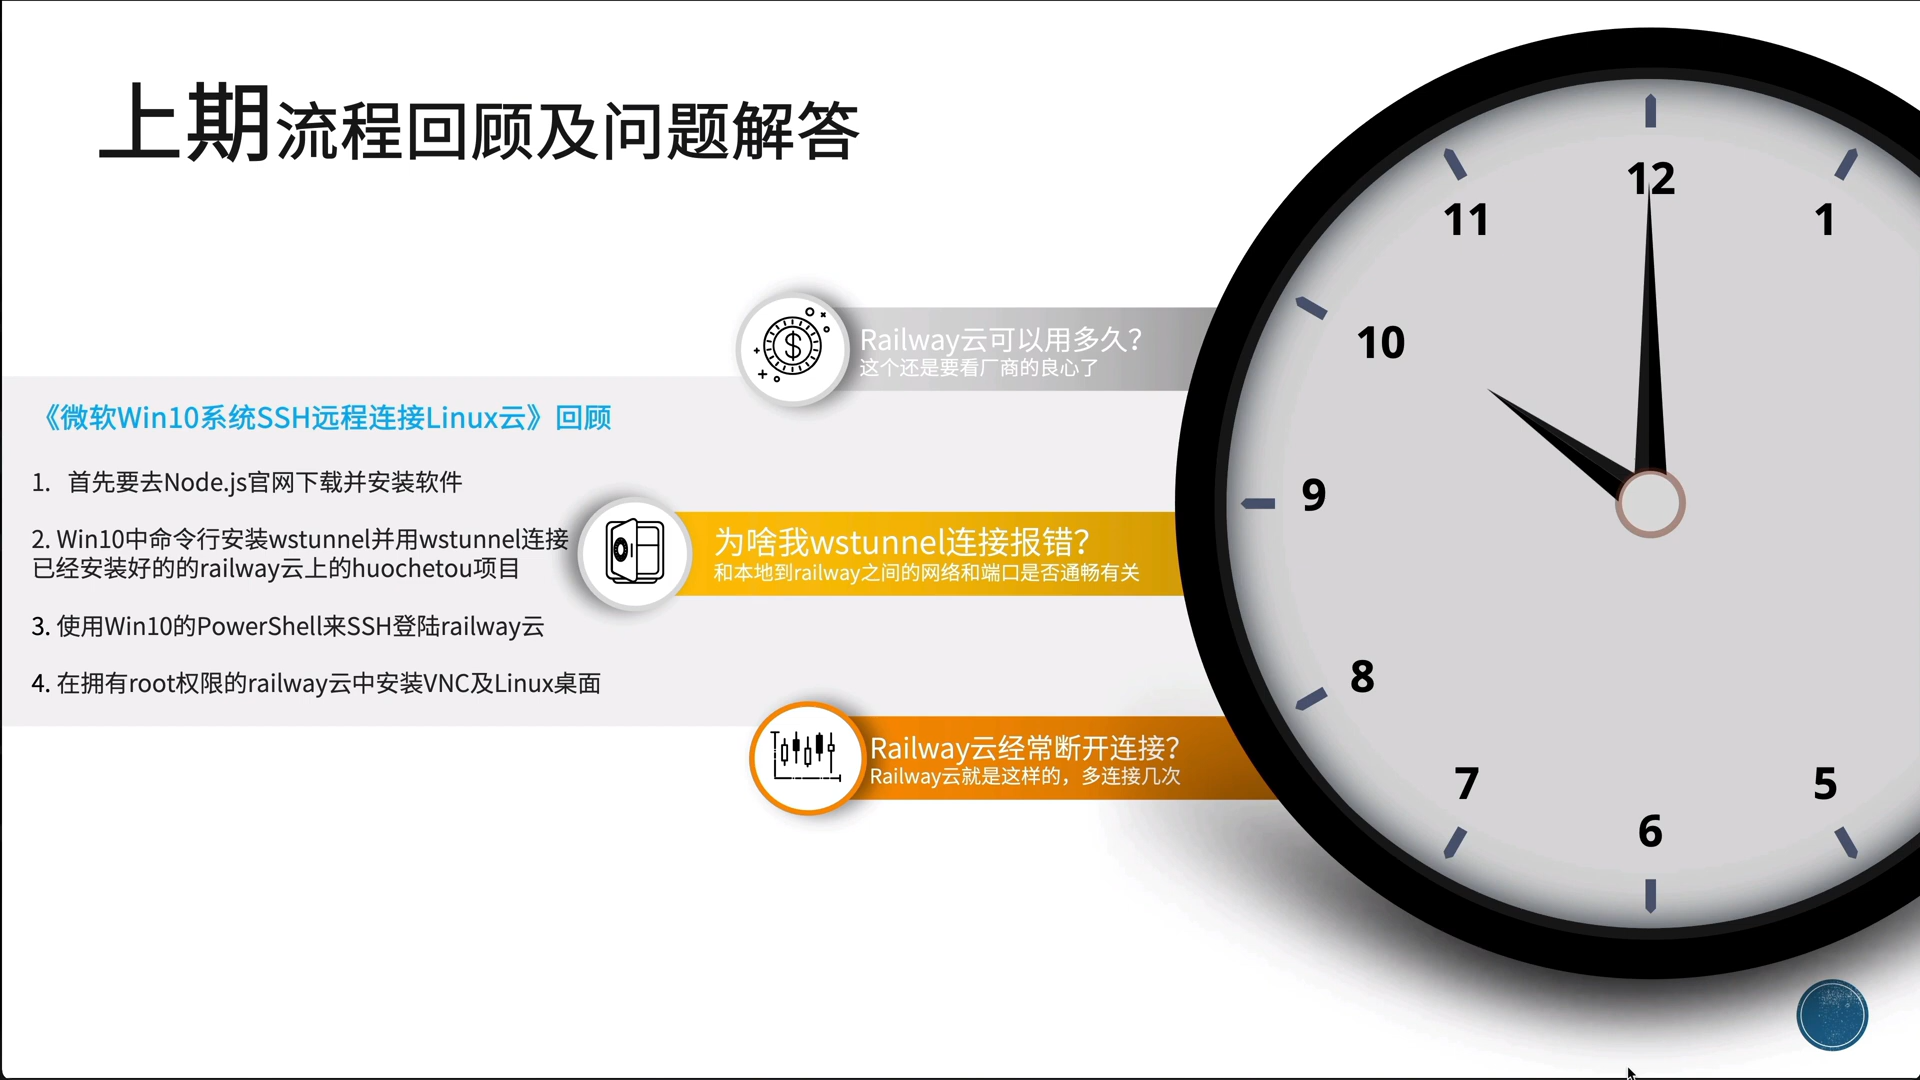 上期流程回顾及问题解答
Railway云可以用多久?
这个还是要看厂商的良心了
《微软Win10系统SSH远程连接Linux云》回顾
1. 首先要去Node.js官网下载并安装软件
2. Win10中命令行安装wstunnel并用wstunnel连接
已经安装好的的railway云上的huochetou项目
3. 使用Win10的PowerShell来SSH登陆railway云
4. 在拥有root权限的railway云中安装VNC及Linux桌面
为啥我wstunnel连接报错?
和本地到railway之间的网络和端口是否通畅有关
Railway云经常断开连接?
Railway云就是这样的，多连接几次
12
11
1
10
9
8
7
5
6
$